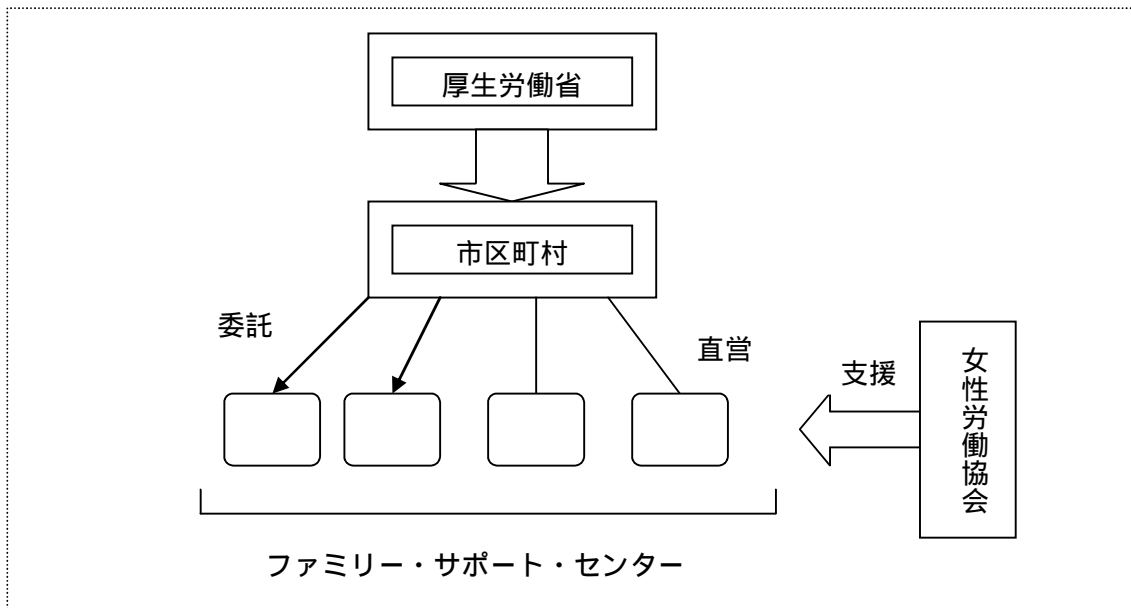 厚生労働省
市区町村
委託
直営
支援
女性労働協会
ファミリー・サポート・センター